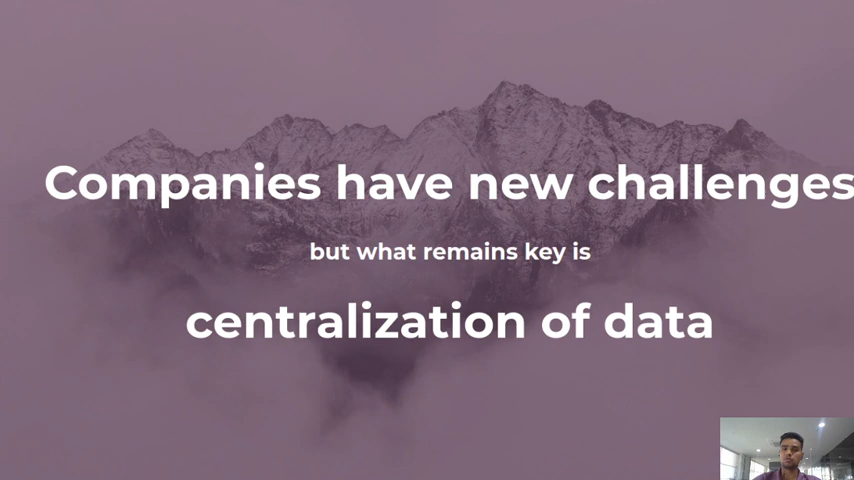 Companies have new challenges
but what remains key is
centralization of data